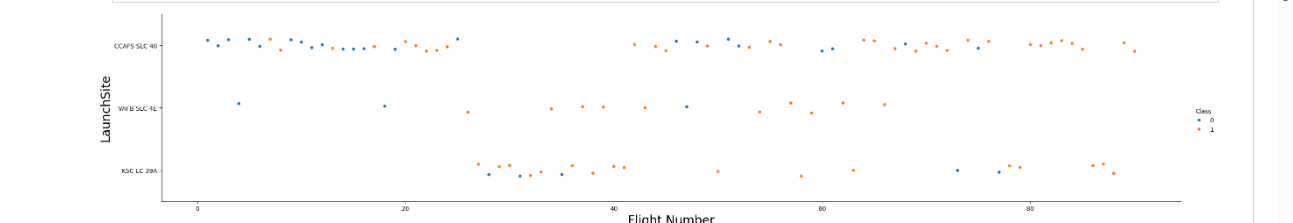 CCAFS SLC 40
VAFB SLC 4E
KSC LC 39A
LaunchSite
Class
0
1
0
20
40
60
80
Flight Number